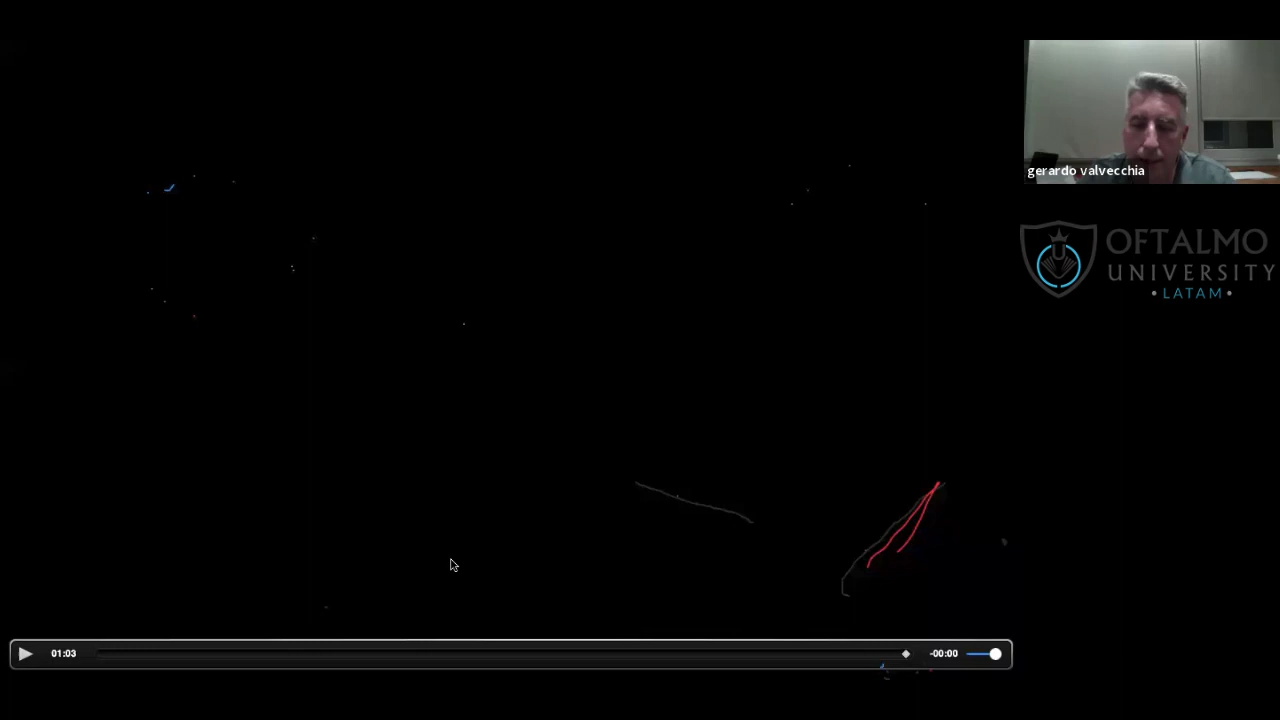 gerardo valvecchia
OFTALMO
UNIVERSITY
• LATAM •
01:03
-00:00